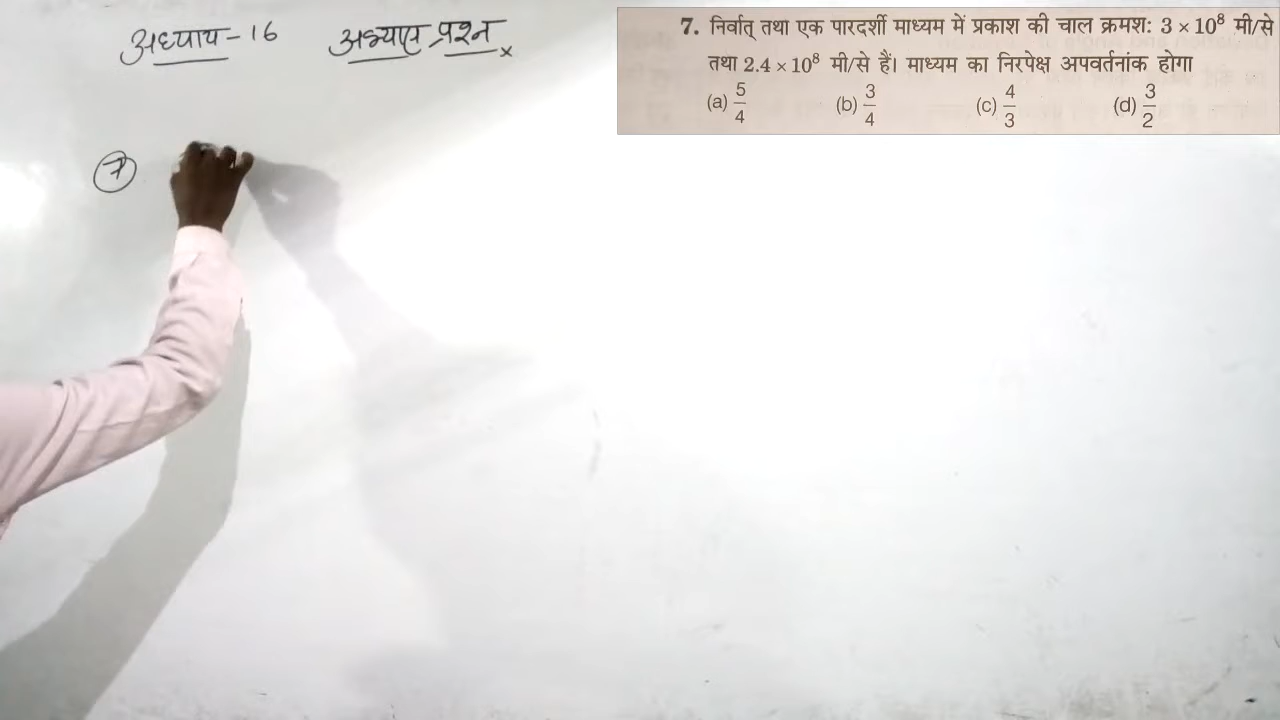 अध्याय - 16 अभ्यास प्रश्न
7. निर्वात् तथा एक पारदर्शी माध्यम में प्रकाश की चाल क्रमश: 3 × 10⁸ मी/से
तथा 2.4 × 10⁸ मी/से हैं। माध्यम का निरपेक्ष अपवर्तनांक होगा
(a) 5/4 (b) 3/4 (c) 4/3 (d) 3/2
7